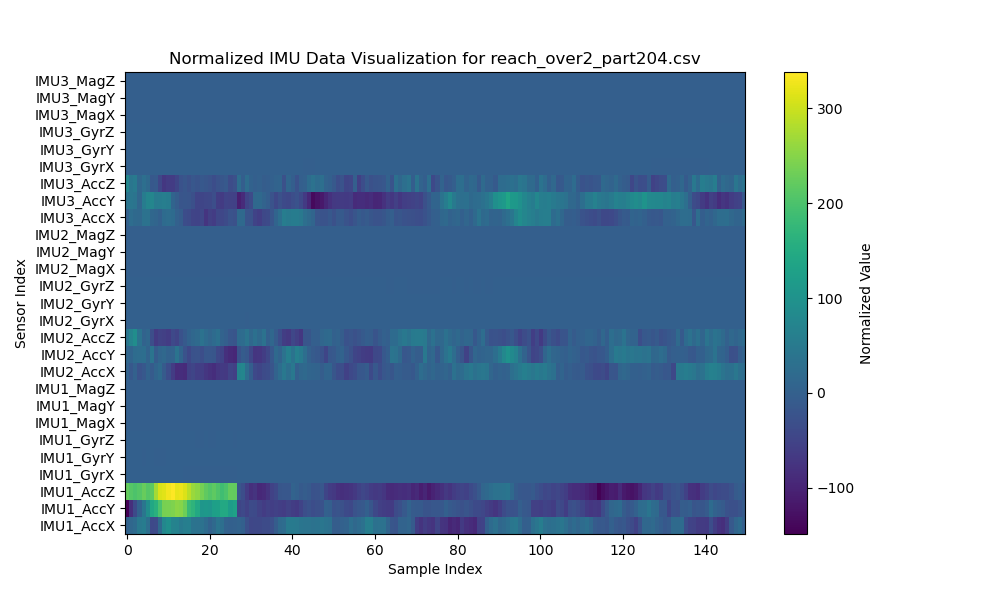 Normalized IMU Data Visualization for reach_over2_part204.csv
IMU3_MagZ
IMU3_MagY
IMU3_MagX
IMU3_GyrZ
IMU3_GyrY
IMU3_GyrX
IMU3_AccZ
IMU3_AccY
IMU3_AccX
IMU2_MagZ
IMU2_MagY
IMU2_MagX
IMU2_GyrZ
IMU2_GyrY
IMU2_GyrX
IMU2_AccZ
IMU2_AccY
IMU2_AccX
IMU1_MagZ
IMU1_MagY
IMU1_MagX
IMU1_GyrZ
IMU1_GyrY
IMU1_GyrX
IMU1_AccZ
IMU1_AccY
IMU1_AccX
Sensor Index
0 20 40 60 80 100 120 140
Sample Index
300
200
100
0
−100
Normalized Value